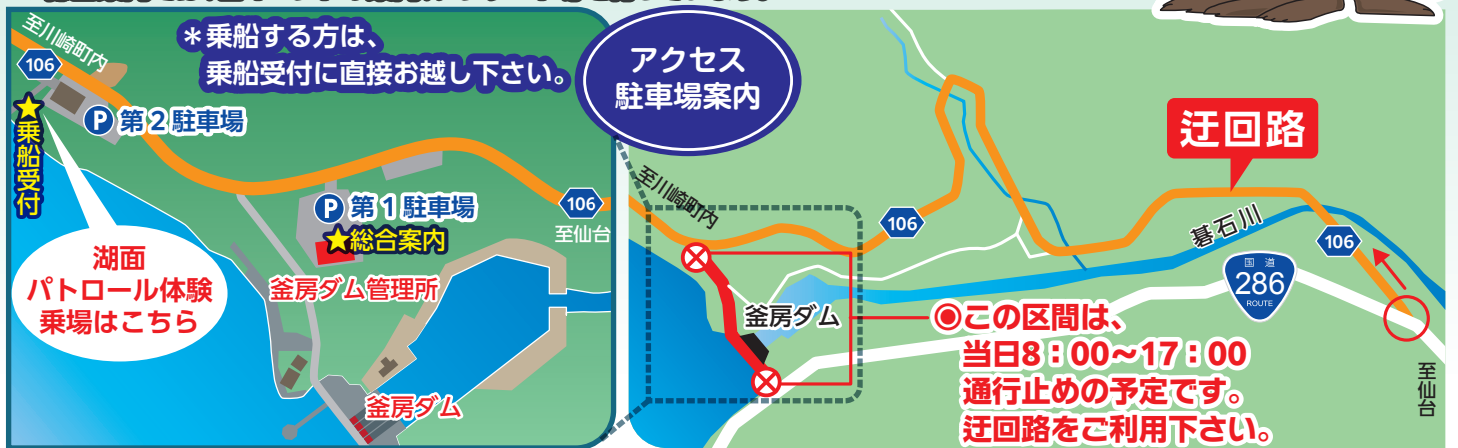 至川崎町内
106
*乗船する方は、
乗船受付に直接お越し下さい。
★乗船受付
P 第2駐車場
P 第1駐車場
★総合案内
106
至仙台
湖面
パトロール体験
乗場はこちら
釜房ダム管理所
釜房ダム
アクセス
駐車場案内
至川崎町内
106
迂回路
碁石川
106
国道
286
ROUTE
釜房ダム
◉この区間は、
当日8:00~17:00
通行止めの予定です。
迂回路をご利用下さい。
至仙台